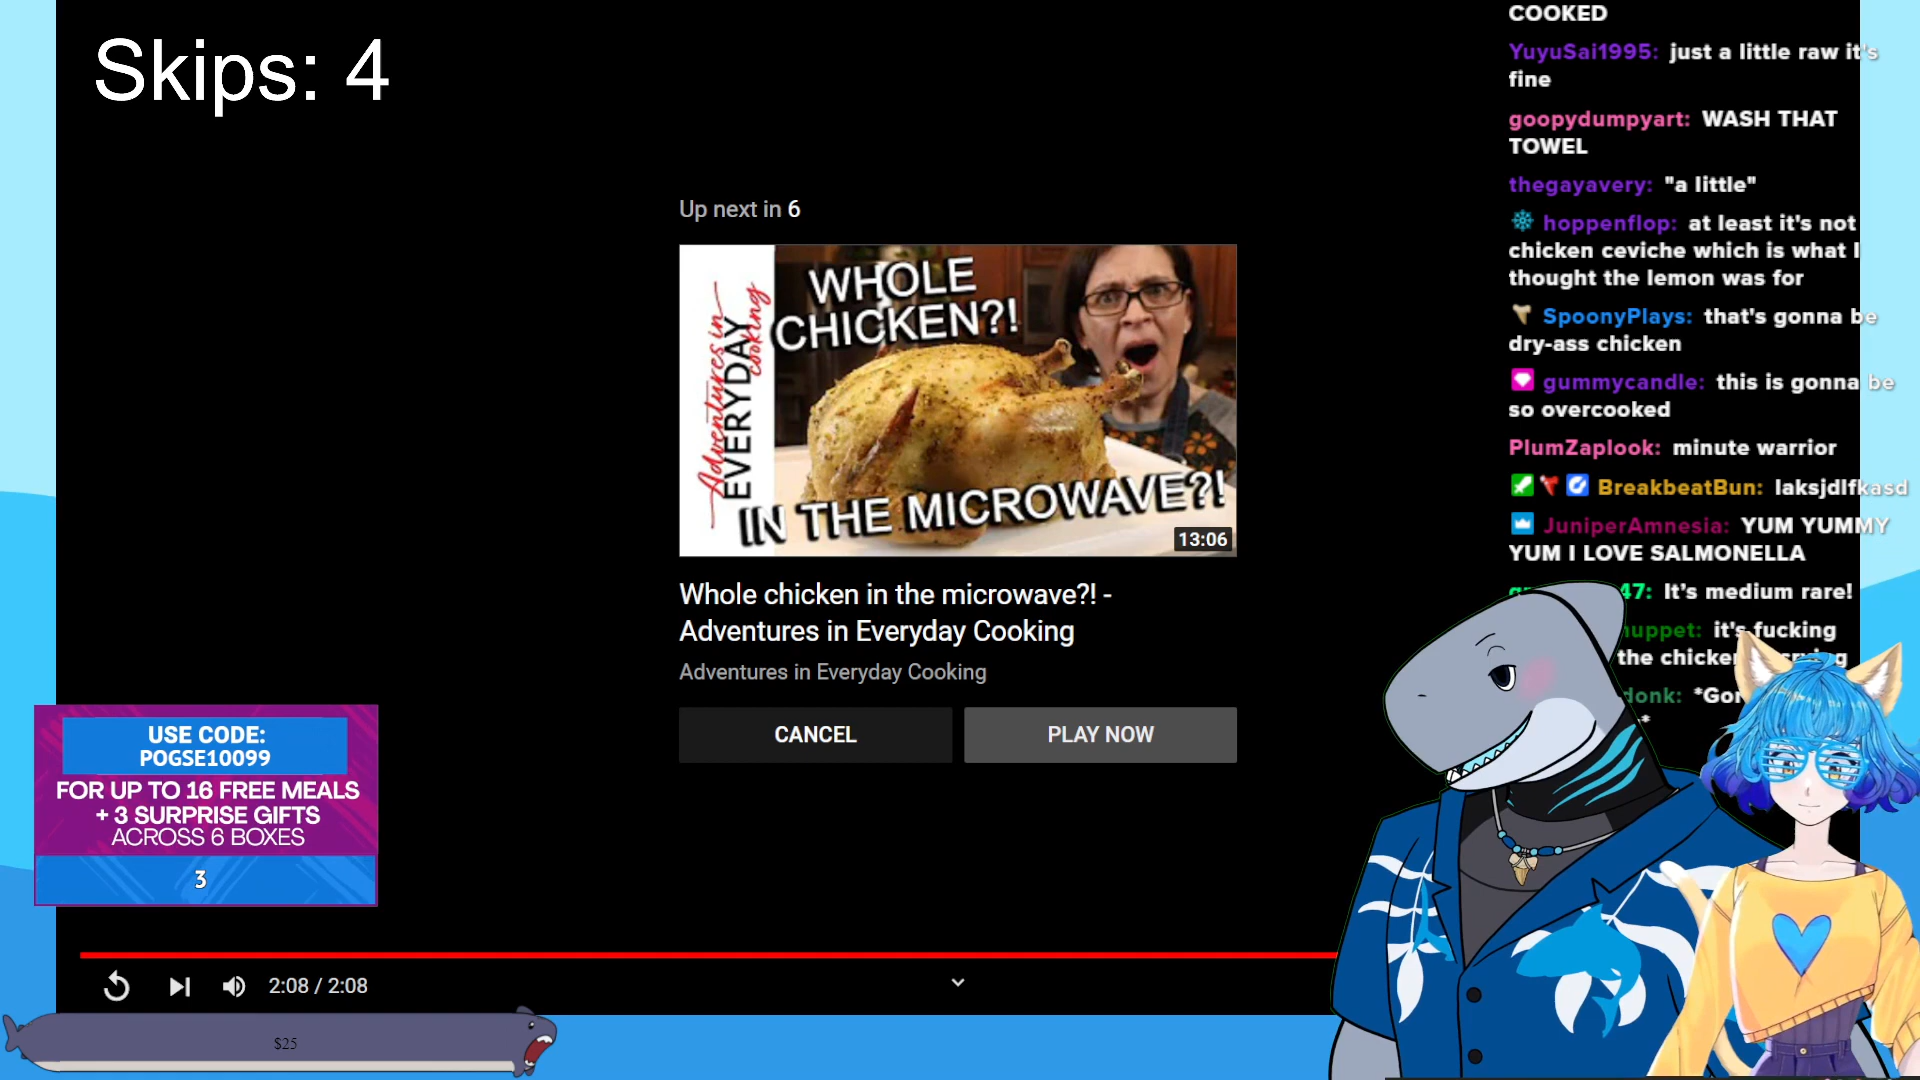 Skips: 4
Up next in 6
WHOLE
CHICKEN?!
Adventures in
EVERYDAY
cooking
IN THE MICROWAVE?!
13:06
Whole chicken in the microwave?! -
Adventures in Everyday Cooking
Adventures in Everyday Cooking
CANCEL
PLAY NOW
USE CODE:
POGSE10099
FOR UP TO 16 FREE MEALS
+ 3 SURPRISE GIFTS
ACROSS 6 BOXES
3
2:08 / 2:08
$25
COOKED
YuyuSai1995: just a little raw it's
fine
goopydumpyart: WASH THAT
TOWEL
thegayavery: "a little"
hoppenflop: at least it's not
chicken ceviche which is what I
thought the lemon was for
SpoonyPlays: that's gonna be
dry-ass chicken
gummycandle: this is gonna be
so overcooked
PlumZaplook: minute warrior
BreakbeatBun: laksjdlfkasd
JuniperAmnesia: YUM YUMMY
YUM I LOVE SALMONELLA
47: It's medium rare!
uppet: it's fucking
the chicken
donk: